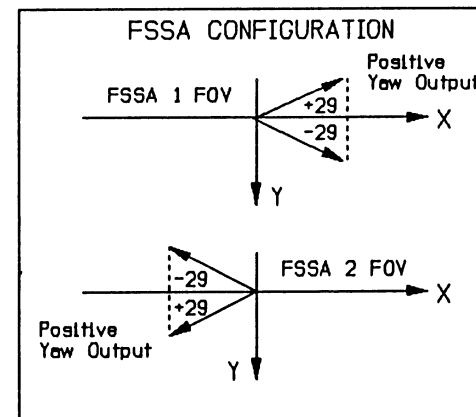 FSSA CONFIGURATION
Positive
Yaw Output
FSSA 1 FOV
+29
-29
X
Y
-29
FSSA 2 FOV
+29
X
Positive
Yaw Output
Y